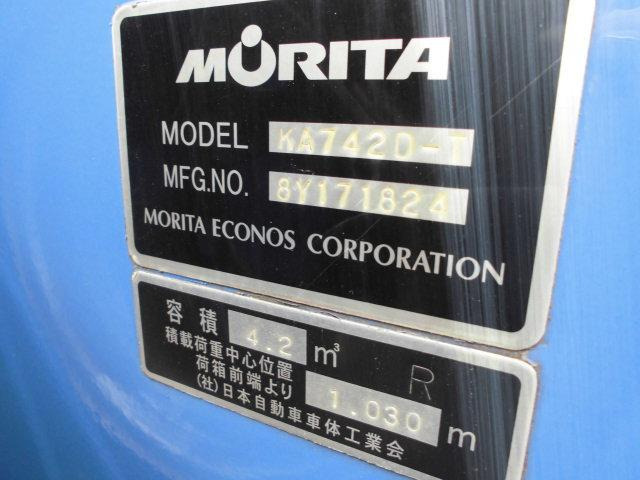 MORITA
MODEL KA7420-T
MFG.NO. 8Y171824
MORITA ECONOS CORPORATION
容積 4.2 m³ R
積載荷重中心位置
荷箱前端より 1.030 m
(社)日本自動車車体工業会